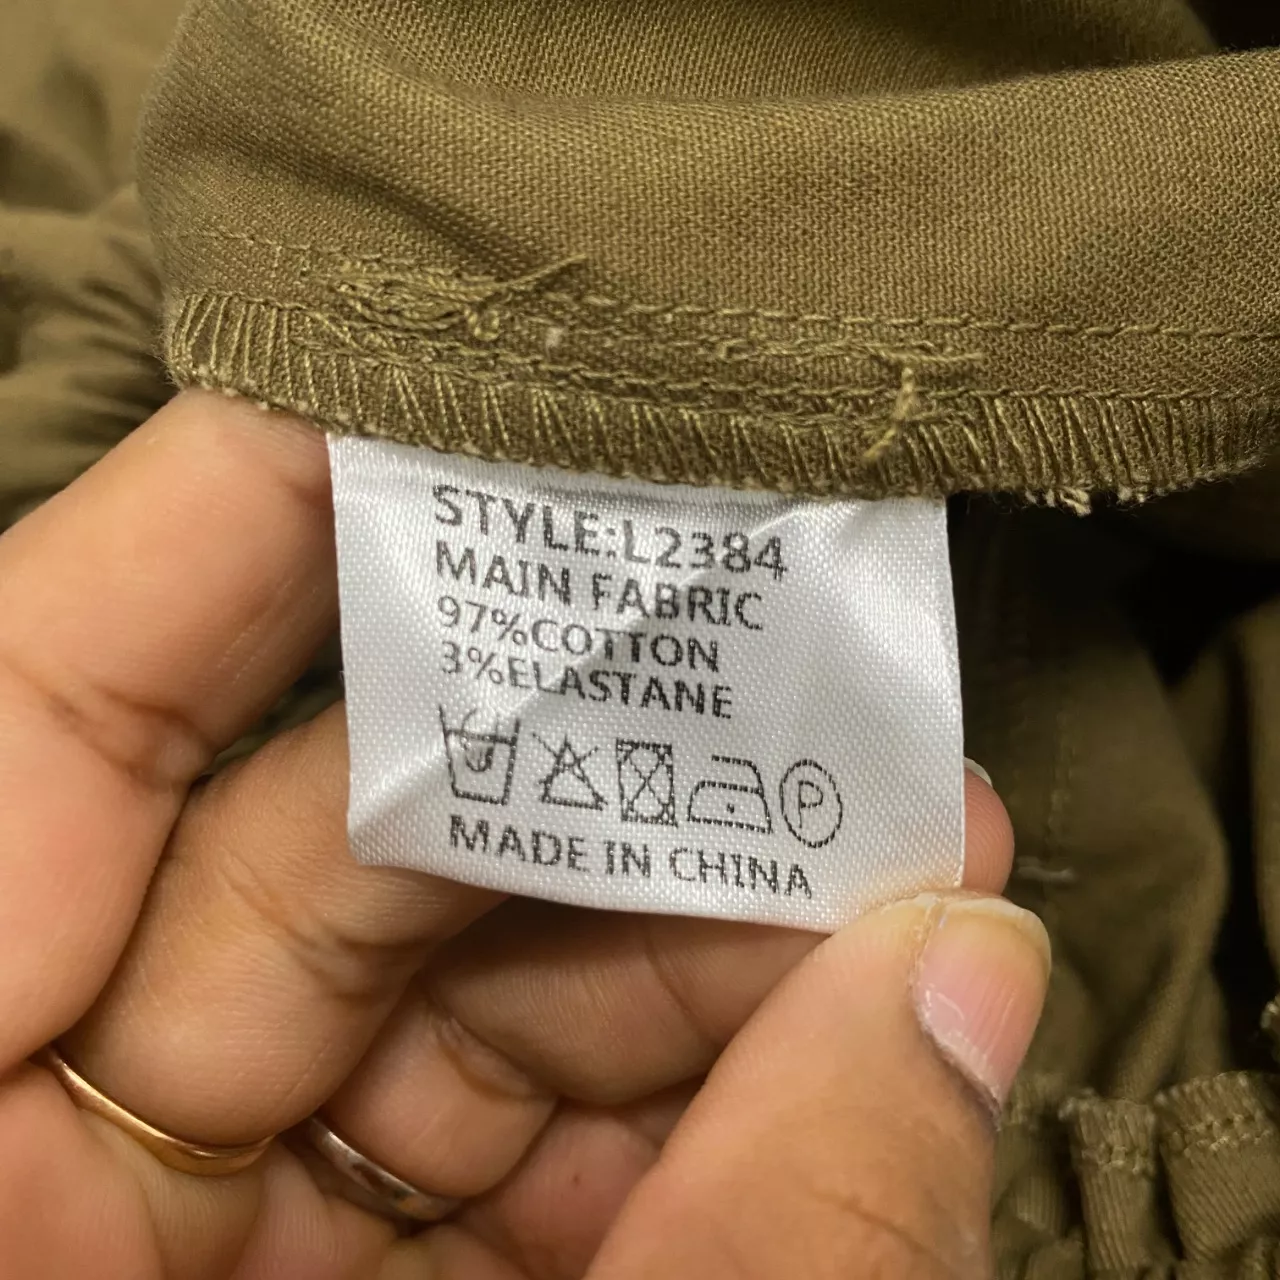 STYLE:L2384
MAIN FABRIC
97%COTTON
3%ELASTANE
P
MADE IN CHINA